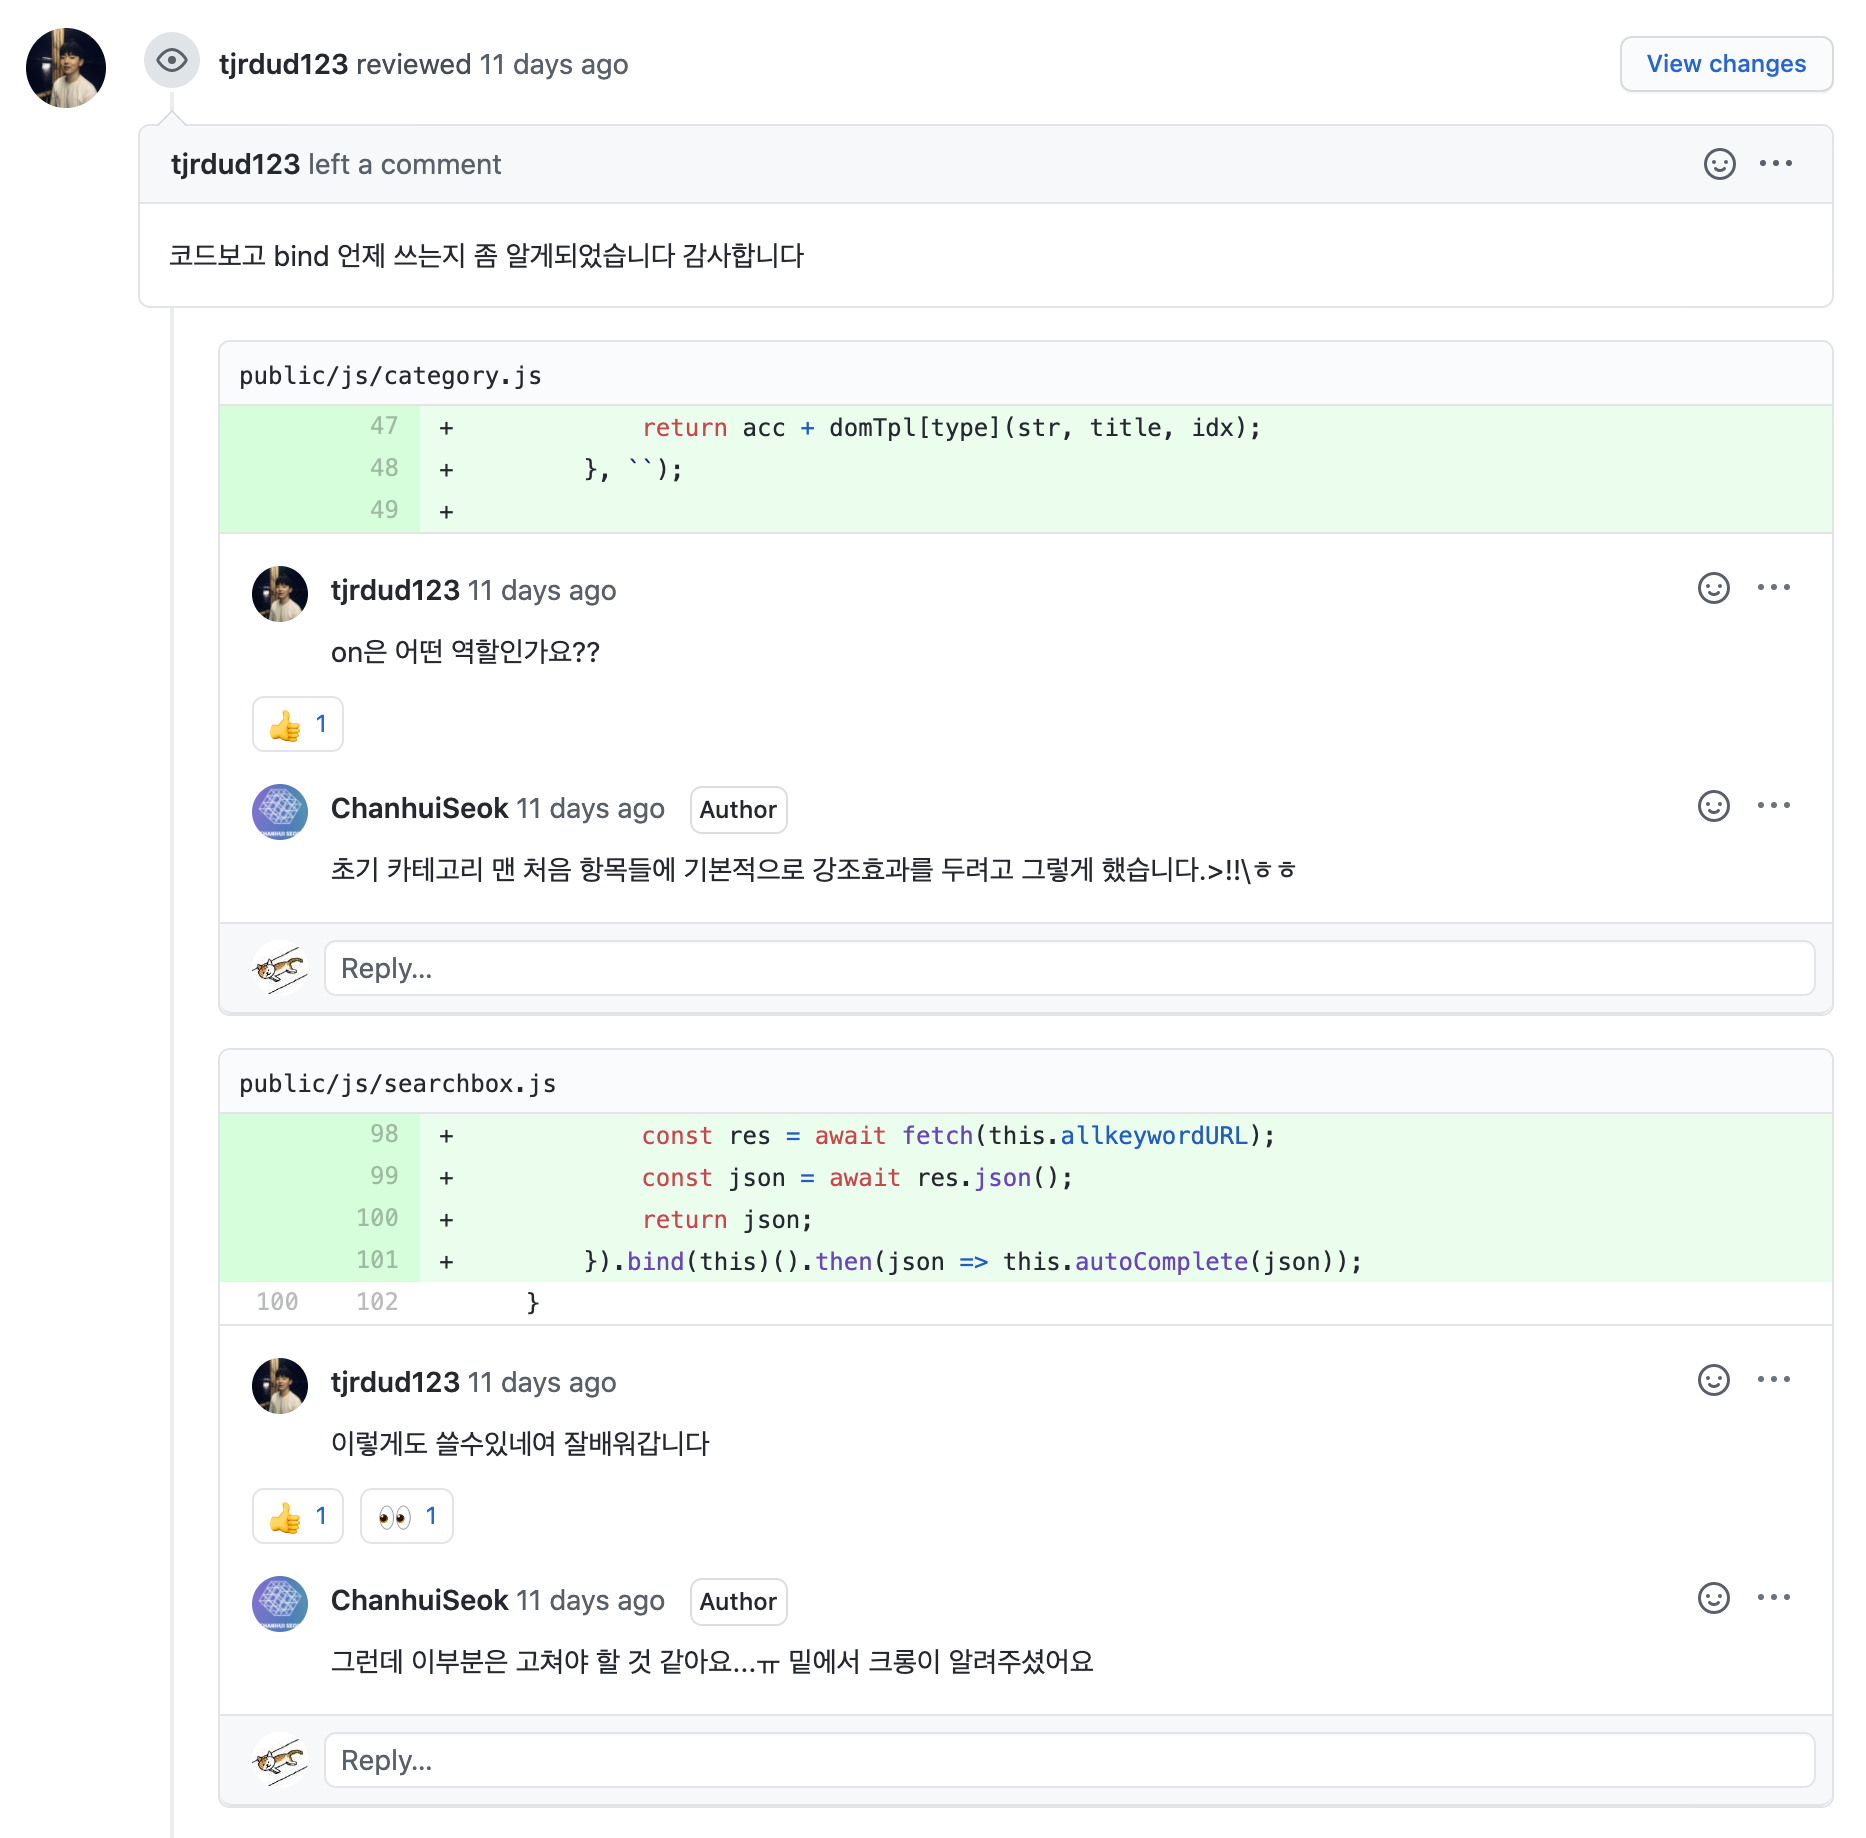 tjrdud123 reviewed 11 days ago
View changes
tjrdud123 left a comment
코드보고 bind 언제 쓰는지 좀 알게되었습니다 감사합니다
public/js/category.js
47 + return acc + domTpl[type](str, title, idx);
48 + }, ``);
49 +
tjrdud123 11 days ago
on은 어떤 역할인가요??
👍 1
ChanhuiSeok 11 days ago Author
초기 카테고리 맨 처음 항목들에 기본적으로 강조효과를 두려고 그렇게 했습니다.>!!\ㅎㅎ
Reply...
public/js/searchbox.js
98 + const res = await fetch(this.allkeywordURL);
99 + const json = await res.json();
100 + return json;
101 + }).bind(this)().then(json => this.autoComplete(json));
100 102 }
tjrdud123 11 days ago
이렇게도 쓸수있네여 잘배워갑니다
👍 1 👀 1
ChanhuiSeok 11 days ago Author
그런데 이부분은 고쳐야 할 것 같아요...ㅠ 밑에서 크롱이 알려주셨어요
Reply...